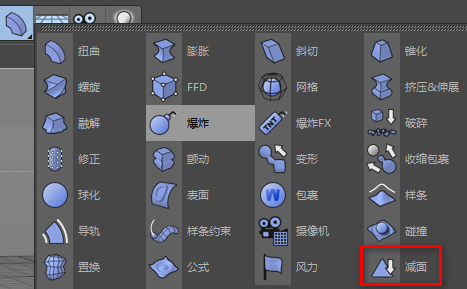 扭曲 膨胀 斜切 锥化
螺旋 FFD 网格 挤压&伸展
融解 爆炸 爆炸FX 破碎
修正 颤动 变形 收缩包裹
球化 表面 包裹 样条
导轨 样条约束 摄像机 碰撞
置换 公式 风力 减面